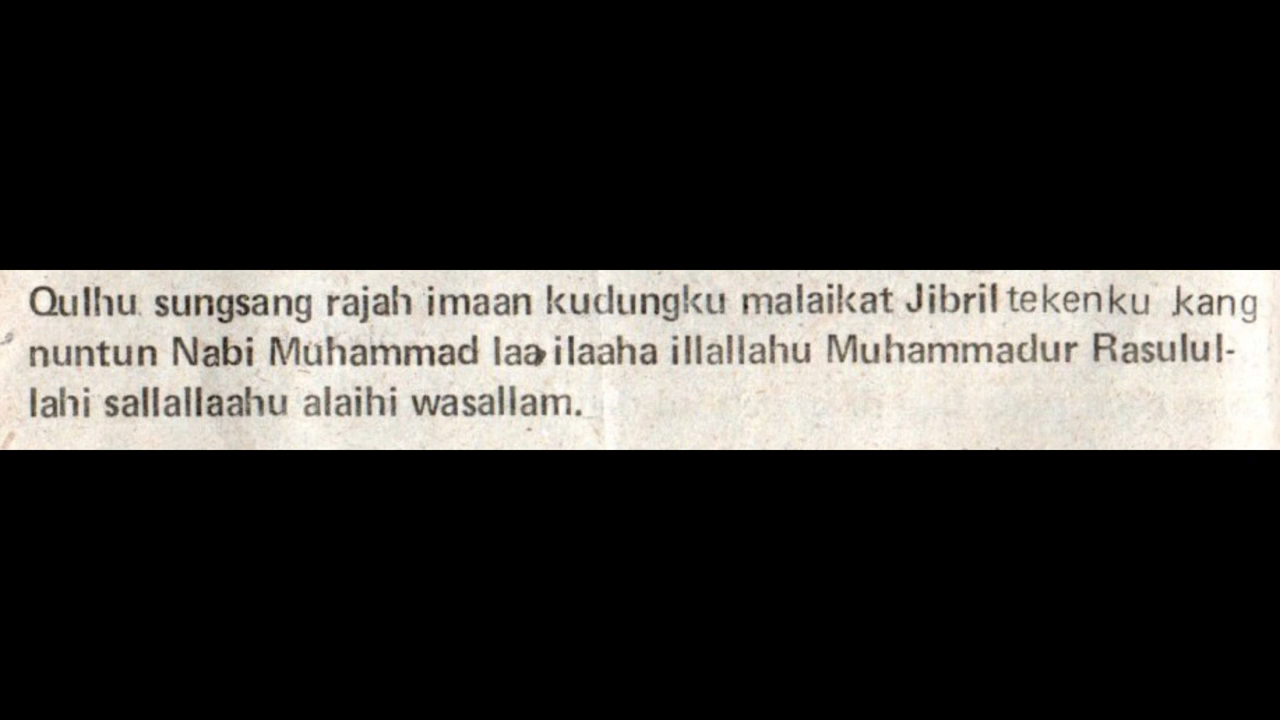 Qulhu sungsang rajah imaan kudungku malaikat Jibril tekenku kang
nuntun Nabi Muhammad laa ilaaha illallahu Muhammadur Rasulul-
lahi sallallaahu alaihi wasallam.